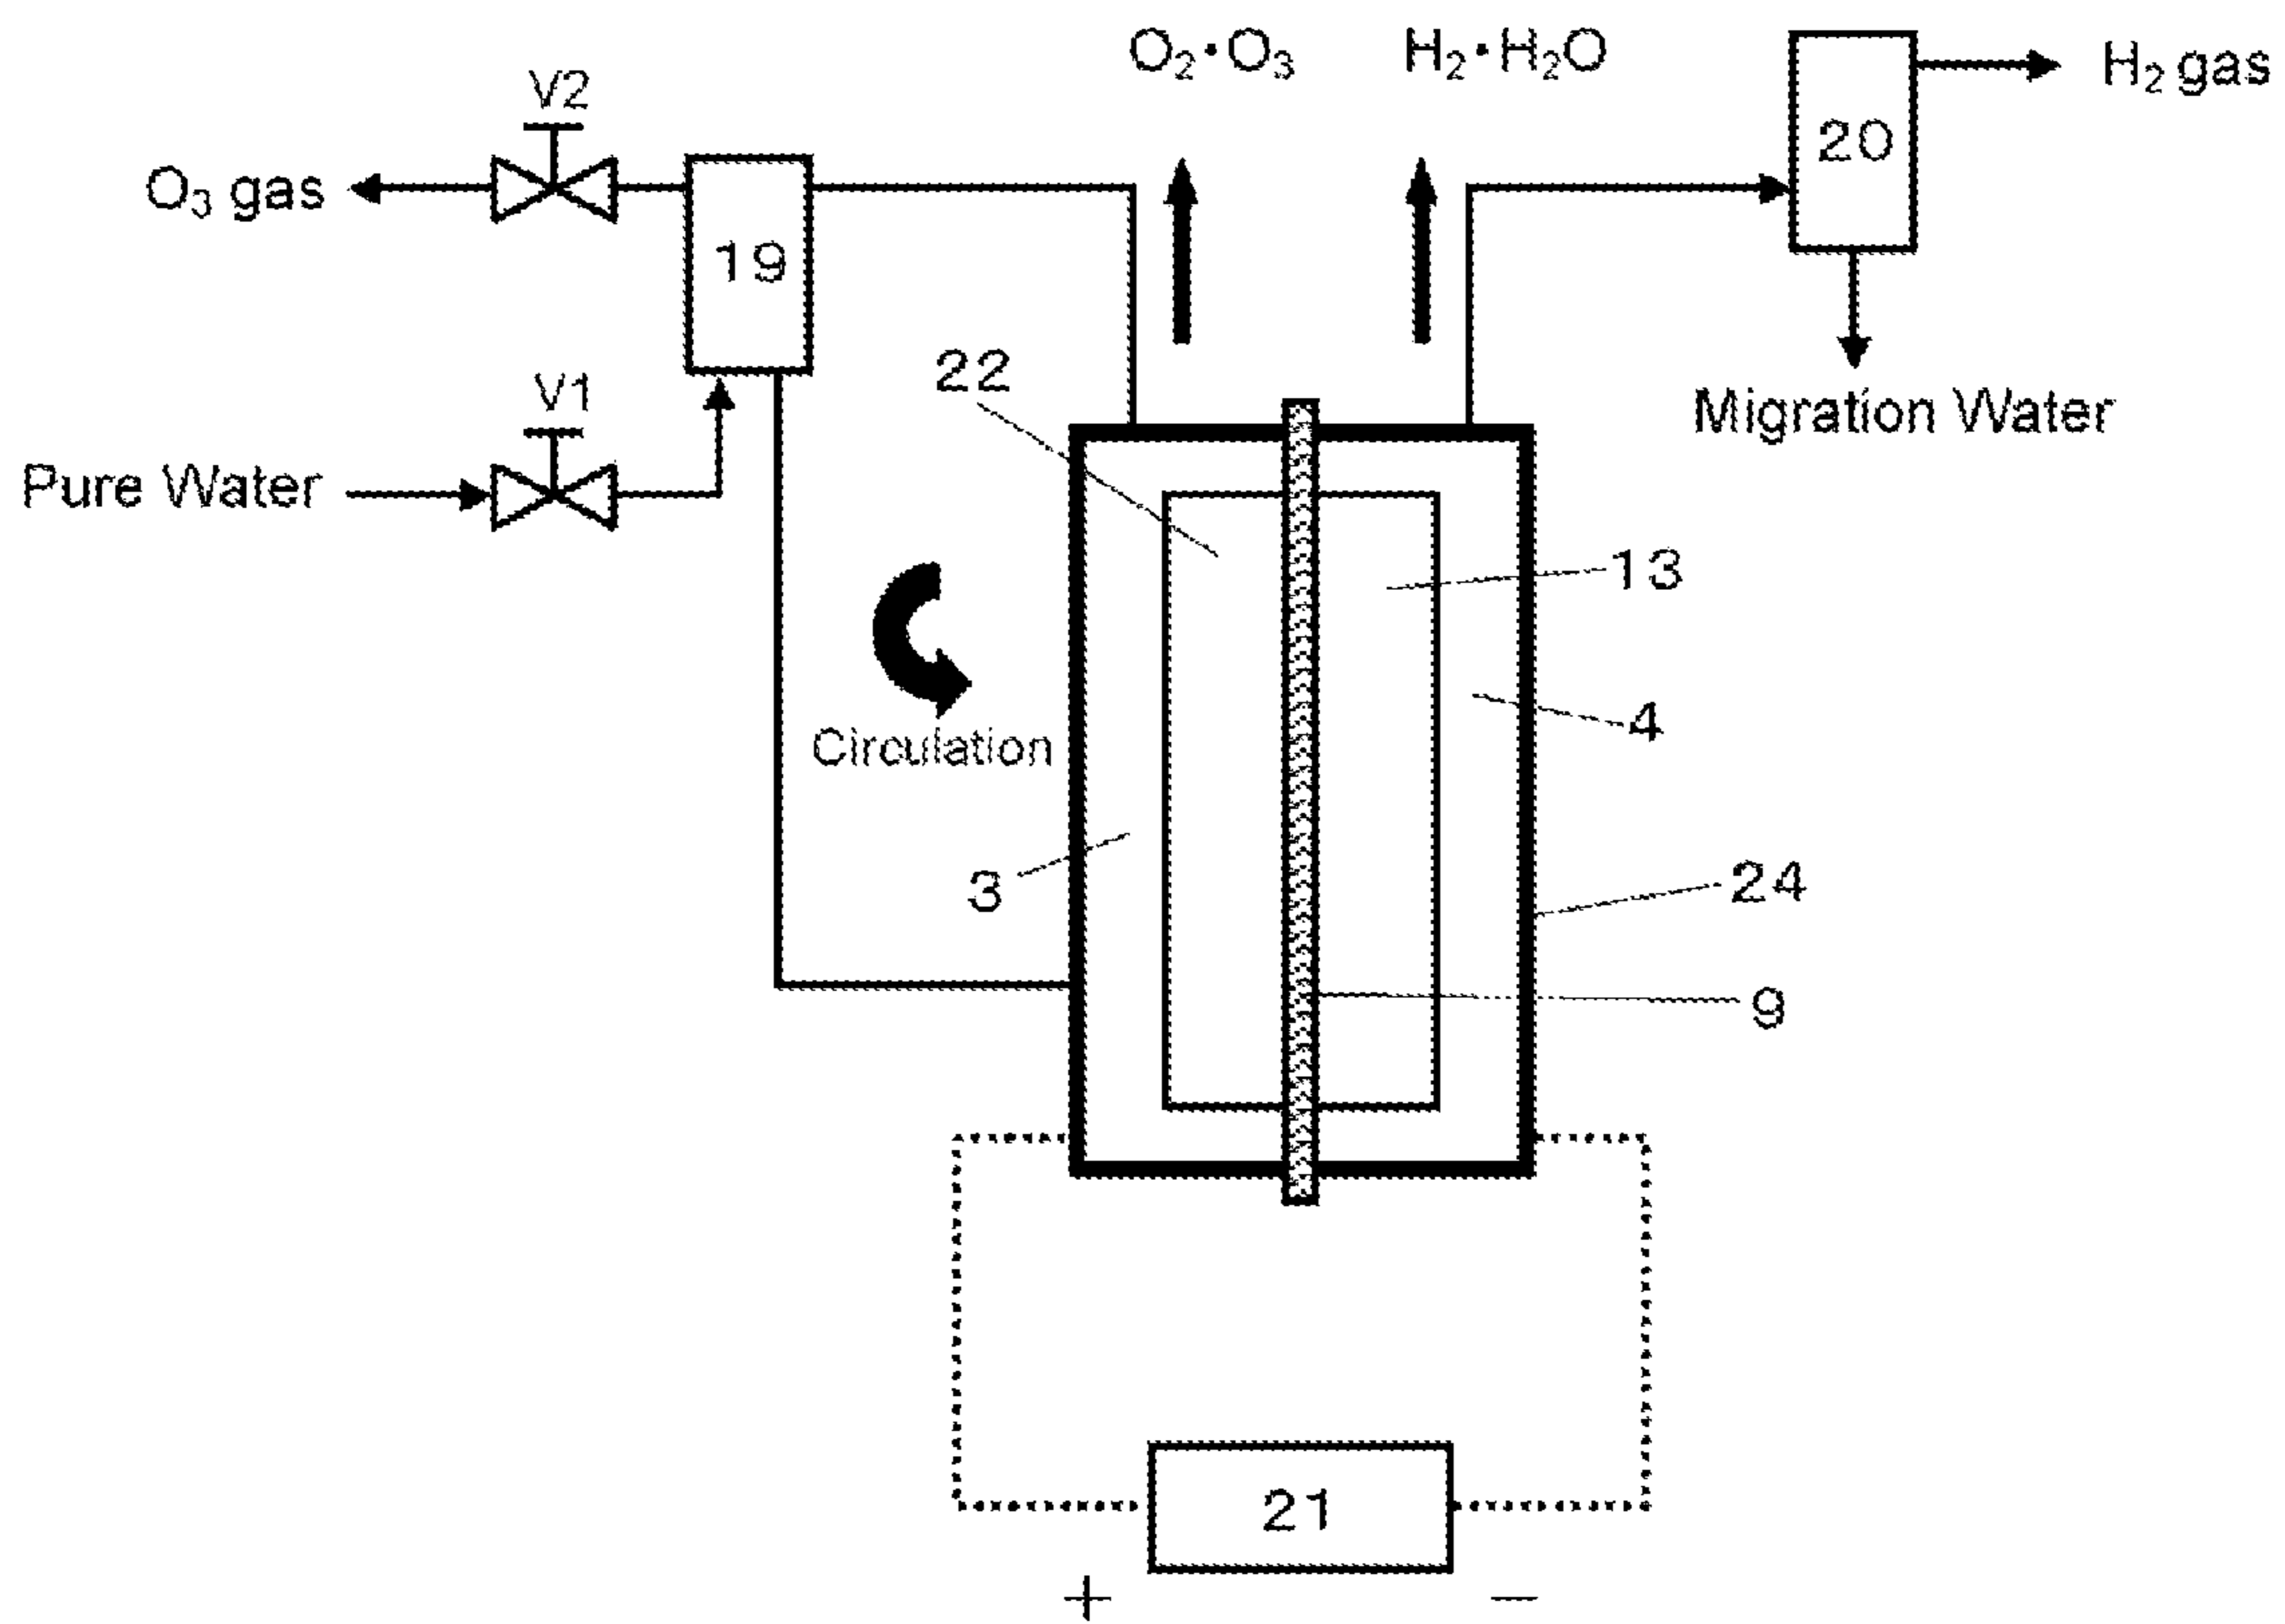 O₂・O₃
H₂・H₂O
H₂ gas
V2
20
O₃ gas
19
22
V1
Migration Water
Pure Water
13
4
Circulation
3
24
9
21
+
−